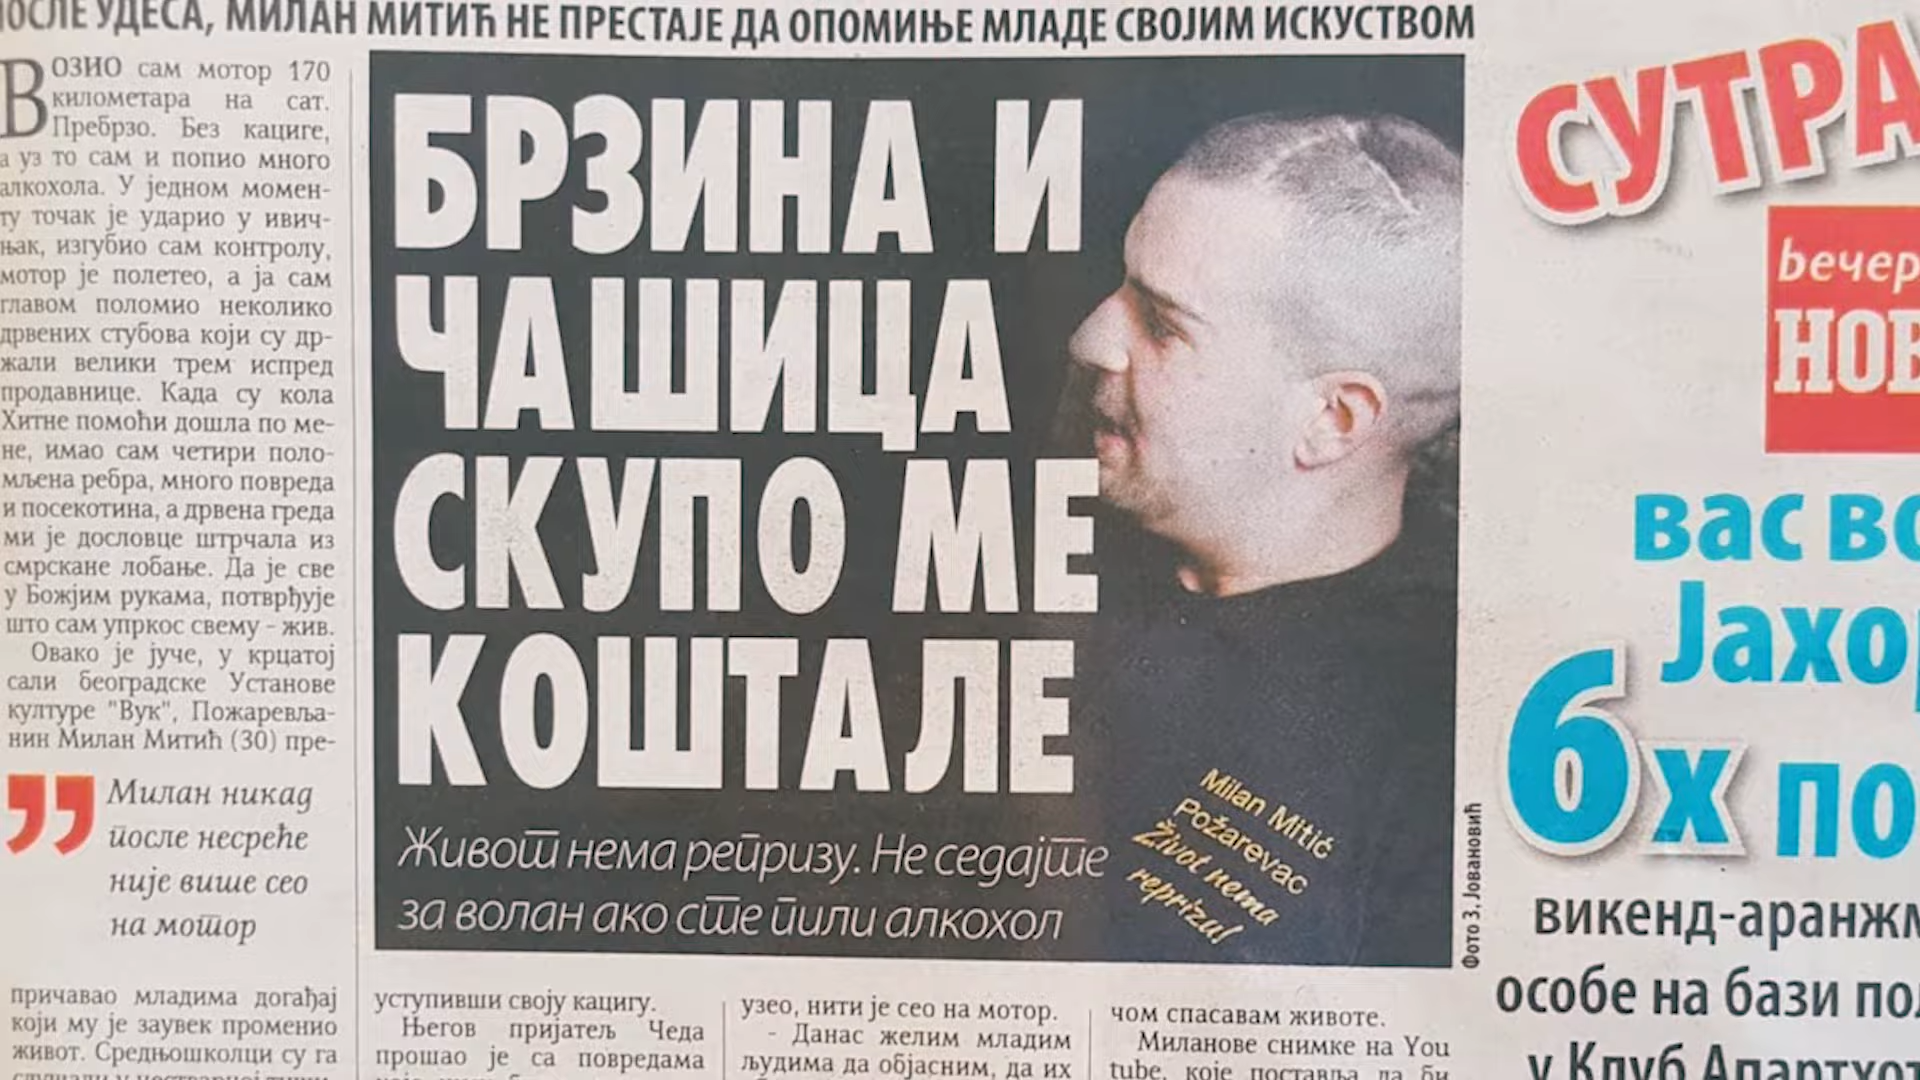 ПОСЛЕ УДЕСА, МИЛАН МИТИЋ НЕ ПРЕСТАЈЕ ДА ОПОМИЊЕ МЛАДЕ СВОЈИМ ИСКУСТВОМ
ВОЗИО сам мотор 170
километара на сат.
Пребрзо. Без кациге,
а уз то сам и попио много
алкохола. У једном момен-
ту точак је ударио у ивич-
њак, изгубио сам контролу,
мотор је полетео, а ја сам
главом поломио неколико
дрвених стубова који су др-
жали велики трем испред
продавнице. Када су кола
Хитне помоћи дошла по ме-
не, имао сам четири поло-
мљена ребра, много повреда
и посекотина, а дрвена греда
ми је дословце штрчала из
смрскане лобање. Да је све
у Божјим рукама, потврђује
што сам упркос свему - жив.
Овако је јуче, у крцатој
сали београдске Установе
културе "Вук", Пожаревља-
нин Милан Митић (30) пре-
Милан никад
после несреће
није више сео
на мотор
причавао младима догађај
који му је заувек променио
живот. Средњошколци су га
БРЗИНА И
ЧАШИЦА
СКУПО МЕ
КОШТАЛЕ
Живот нема репризу. Не седајте
за волан ако сте пили алкохол
Milan Mitić
Požarevac
Život nema
reprizu!
Фото З. Јовановић
уступивши своју кацигу.
Његов пријатељ Чеда
прошао је са повредама
узео, нити је сео на мотор.
- Данас желим младим
људима да објасним, да их
чом спасавам животе.
Миланове снимке на You
tube, које поставља да би
СУТРА
вечер
НОВ
вас во
Јахор
6x по
викенд-аранжм
особе на бази пол
у Клуб Апартхот